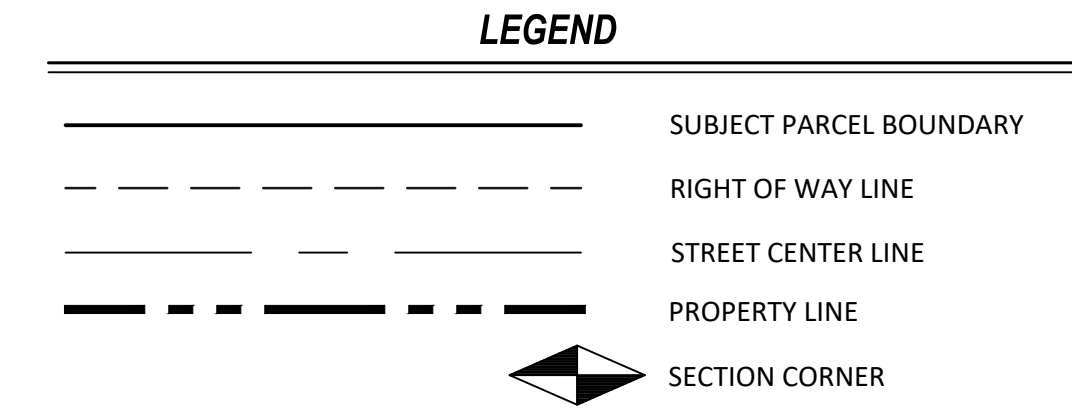 LEGEND
SUBJECT PARCEL BOUNDARY
RIGHT OF WAY LINE
STREET CENTER LINE
PROPERTY LINE
SECTION CORNER